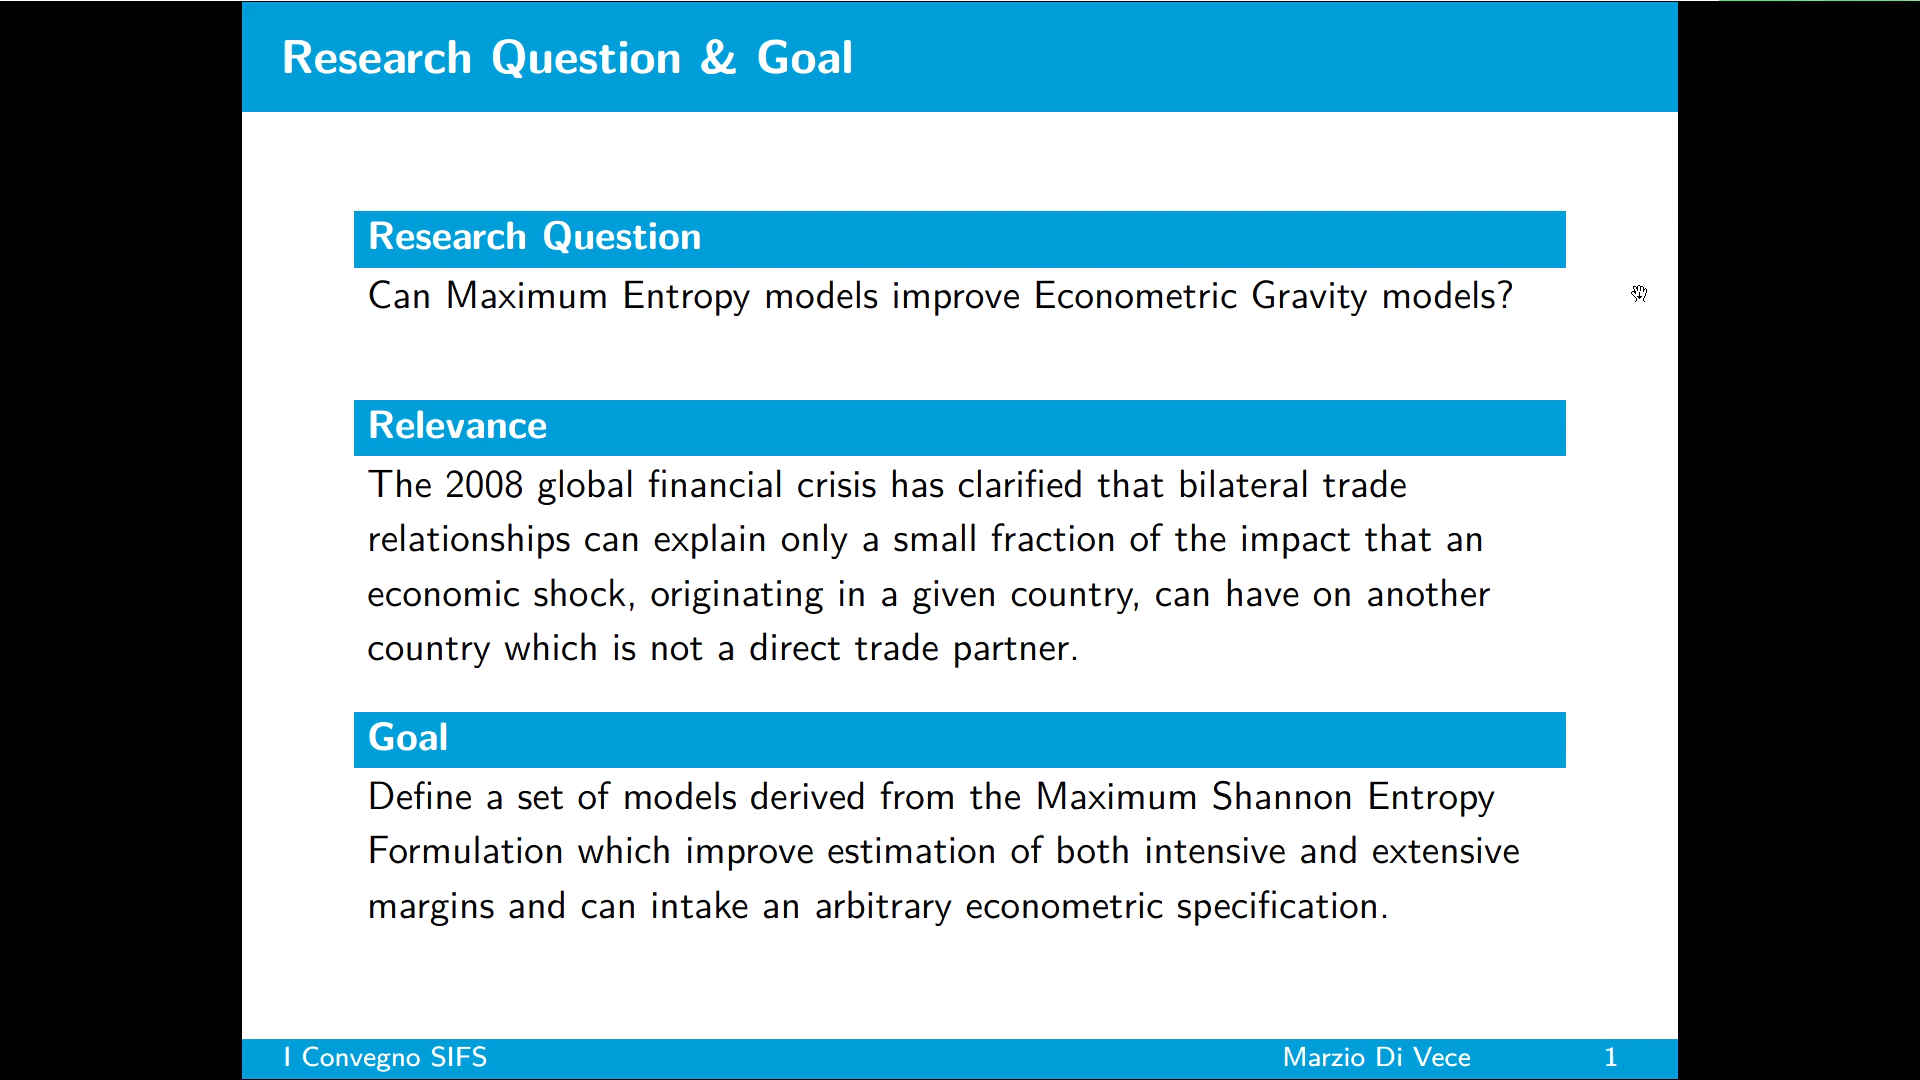 Research Question & Goal
Research Question
Can Maximum Entropy models improve Econometric Gravity models?
Relevance
The 2008 global financial crisis has clarified that bilateral trade
relationships can explain only a small fraction of the impact that an
economic shock, originating in a given country, can have on another
country which is not a direct trade partner.
Goal
Define a set of models derived from the Maximum Shannon Entropy
Formulation which improve estimation of both intensive and extensive
margins and can intake an arbitrary econometric specification.
I Convegno SIFS Marzio Di Vece 1